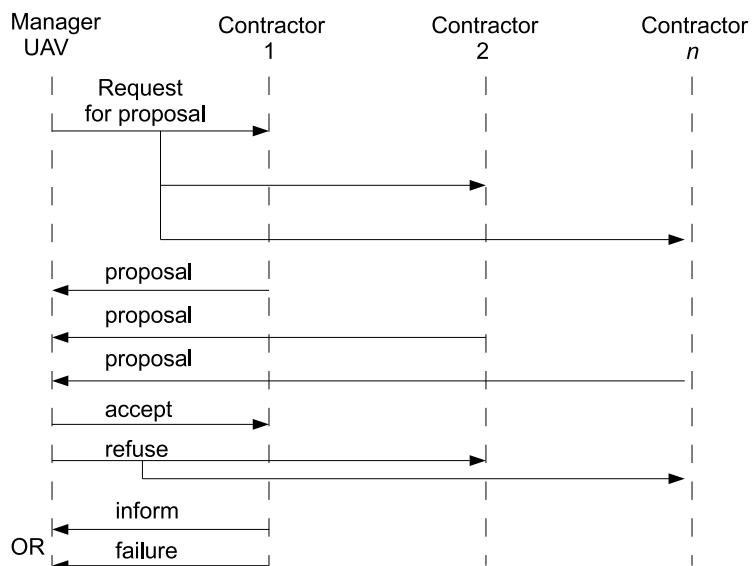 Manager
UAV
Contractor
1
Contractor
2
Contractor
n
Request
for proposal
proposal
proposal
proposal
accept
refuse
inform
OR
failure